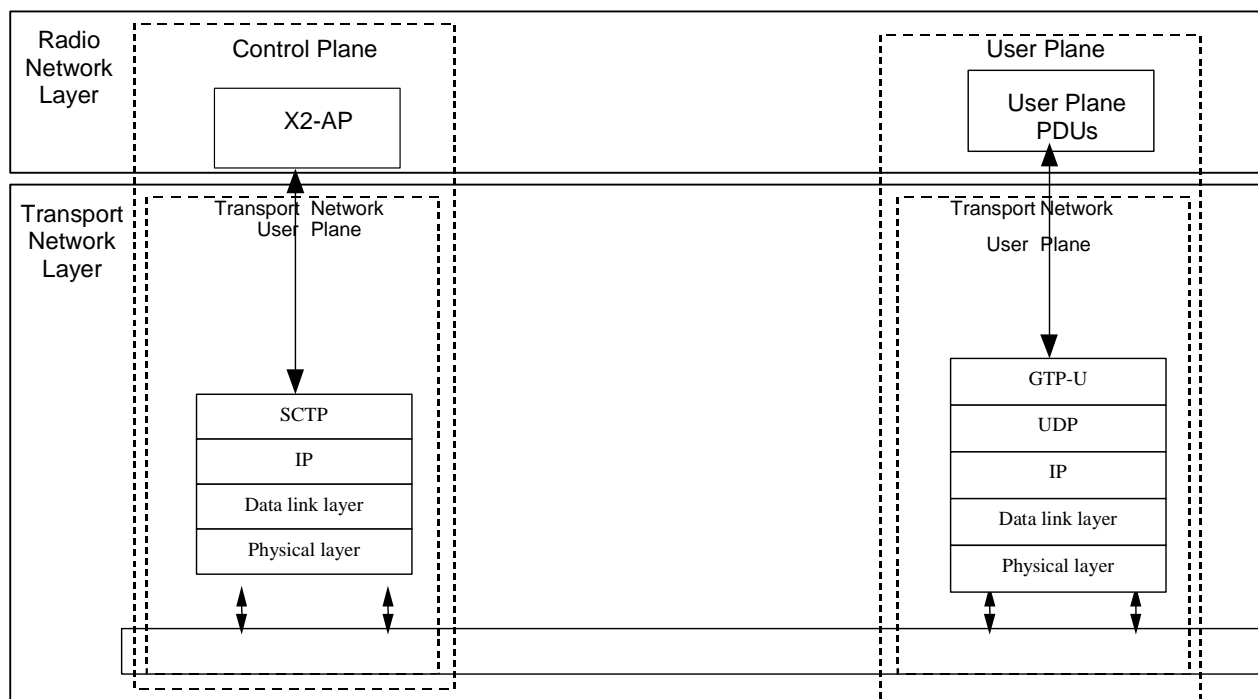 Radio
Network
Layer
Control Plane
X2-AP
User Plane
User Plane
PDUs
Transport
Network
Layer
Transport Network
User Plane
SCTP
IP
Data link layer
Physical layer
Transport Network
User Plane
GTP-U
UDP
IP
Data link layer
Physical layer